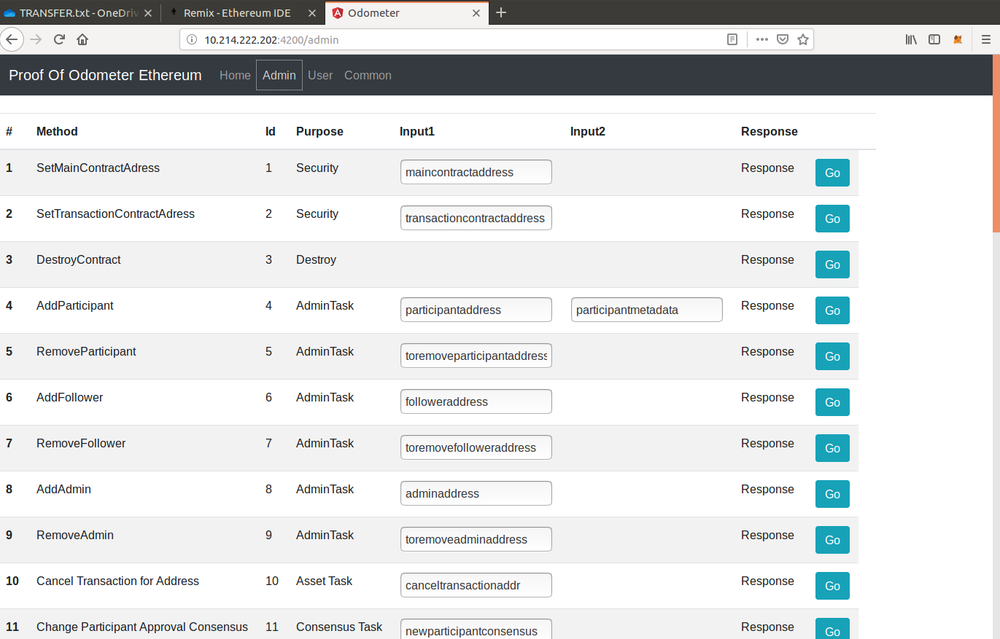 TRANSFER.txt - OneDriv
Remix - Ethereum IDE
Odometer
10.214.222.202:4200/admin
Proof Of Odometer Ethereum Home Admin User Common
# Method Id Purpose Input1 Input2 Response
1 SetMainContractAdress 1 Security maincontractaddress Response Go
2 SetTransactionContractAdress 2 Security transactioncontractaddress Response Go
3 DestroyContract 3 Destroy Response Go
4 AddParticipant 4 AdminTask participantaddress participantmetadata Response Go
5 RemoveParticipant 5 AdminTask toremoveparticipantaddress Response Go
6 AddFollower 6 AdminTask followeraddress Response Go
7 RemoveFollower 7 AdminTask toremovefolloweraddress Response Go
8 AddAdmin 8 AdminTask adminaddress Response Go
9 RemoveAdmin 9 AdminTask toremoveadminaddress Response Go
10 Cancel Transaction for Address 10 Asset Task canceltransactionaddr Response Go
11 Change Participant Approval Consensus 11 Consensus Task newparticipantconsensus Response Go